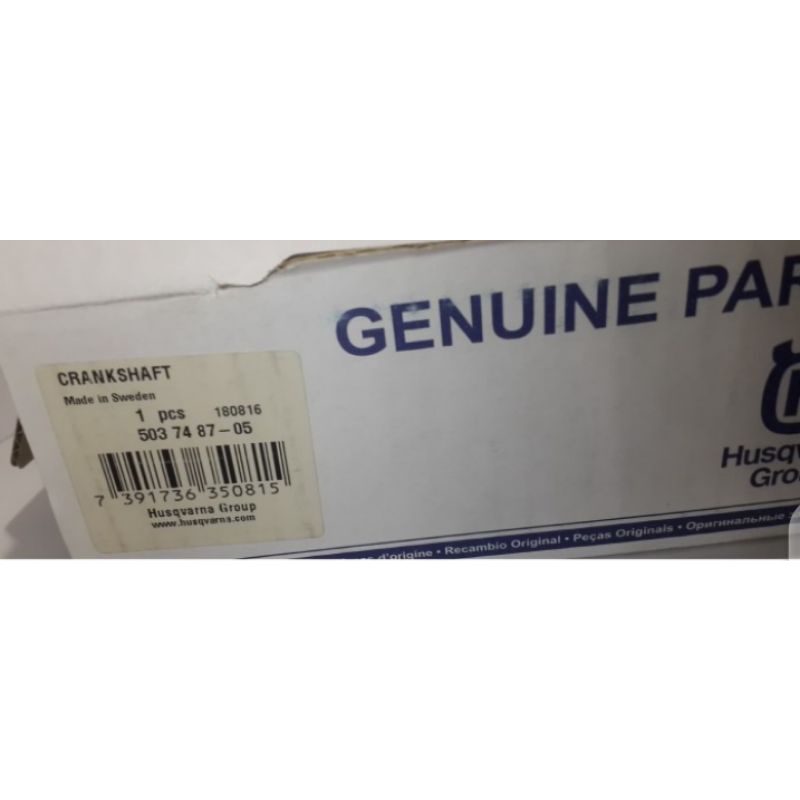 GENUINE PAR
CRANKSHAFT
Made in Sweden
1 pcs 180816
503 74 87-05
7 391736 350815
Husqvarna Group
www.husqvarna.com
Husqv
Gro
d'origine • Recambio Original • Peças Originais • Оригинальные